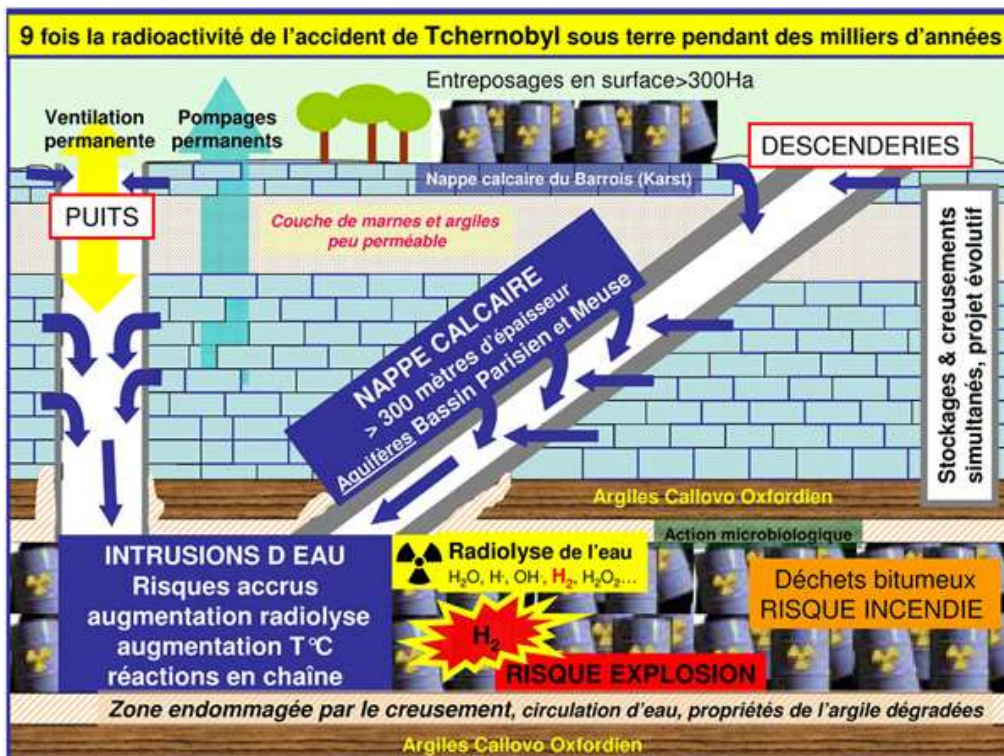 9 fois la radioactivité de l'accident de Tchernobyl sous terre pendant des milliers d'années
Entreposages en surface>300Ha
Ventilation
permanente
Pompages
permanents
DESCENDERIES
Nappe calcaire du Barrois (Karst)
PUITS
Couche de marnes et argiles
peu perméable
NAPPE CALCAIRE
> 300 mètres d'épaisseur
Aquifères Bassin Parisien et Meuse
Stockages & creusements
simultanés, projet évolutif
Argiles Callovo Oxfordien
Action microbiologique
INTRUSIONS D EAU
Risques accrus
augmentation radiolyse
augmentation T°C
réactions en chaîne
Radiolyse de l'eau
H2O, H·, OH·, H2, H2O2...
H2
RISQUE EXPLOSION
Déchets bitumeux
RISQUE INCENDIE
Zone endommagée par le creusement, circulation d'eau, propriétés de l'argile dégradées
Argiles Callovo Oxfordien